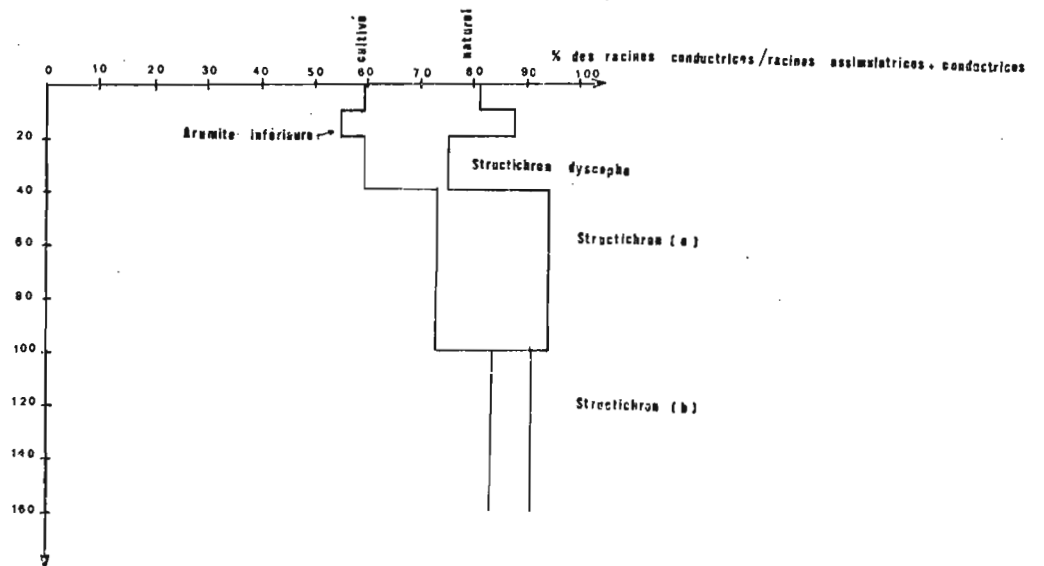 cultivé
naturel
% des racines conductrices/racines assimilatrices + conductrices
0 10 20 30 40 50 60 70 80 90 100
Arumite inférieure
20
Structichron dyscophe
40
Structichron (a)
60
80
100
Structichron (b)
120
140
160